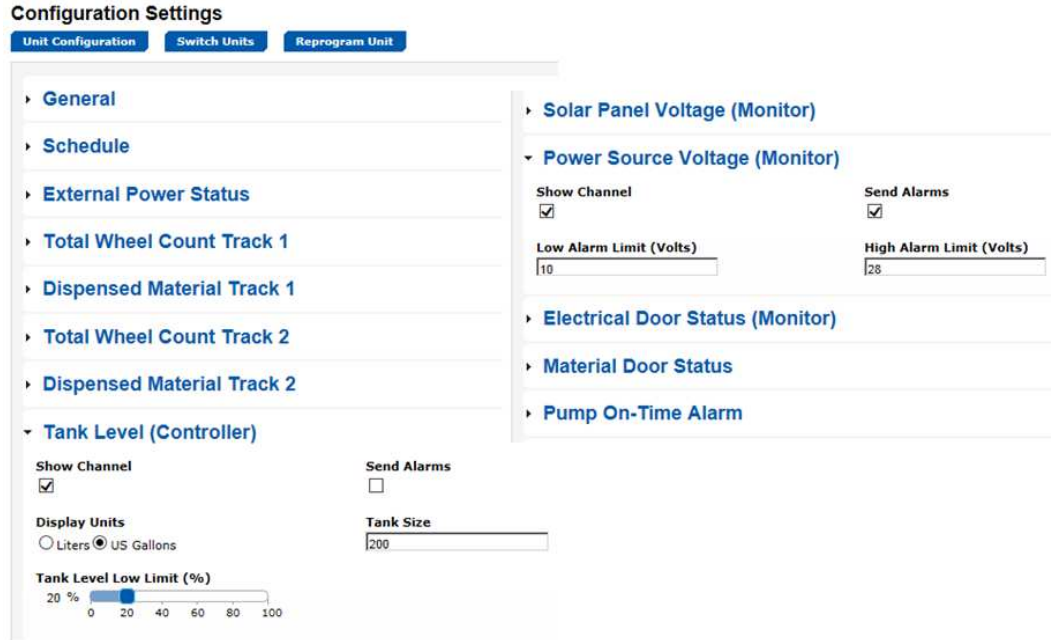 Configuration Settings
Unit Configuration Switch Units Reprogram Unit
General
Schedule
External Power Status
Total Wheel Count Track 1
Dispensed Material Track 1
Total Wheel Count Track 2
Dispensed Material Track 2
Tank Level (Controller)
Show Channel Send Alarms
Display Units Tank Size
Liters US Gallons 200
Tank Level Low Limit (%)
20 %
0 20 40 60 80 100
Solar Panel Voltage (Monitor)
Power Source Voltage (Monitor)
Show Channel Send Alarms
Low Alarm Limit (Volts) High Alarm Limit (Volts)
10 28
Electrical Door Status (Monitor)
Material Door Status
Pump On-Time Alarm